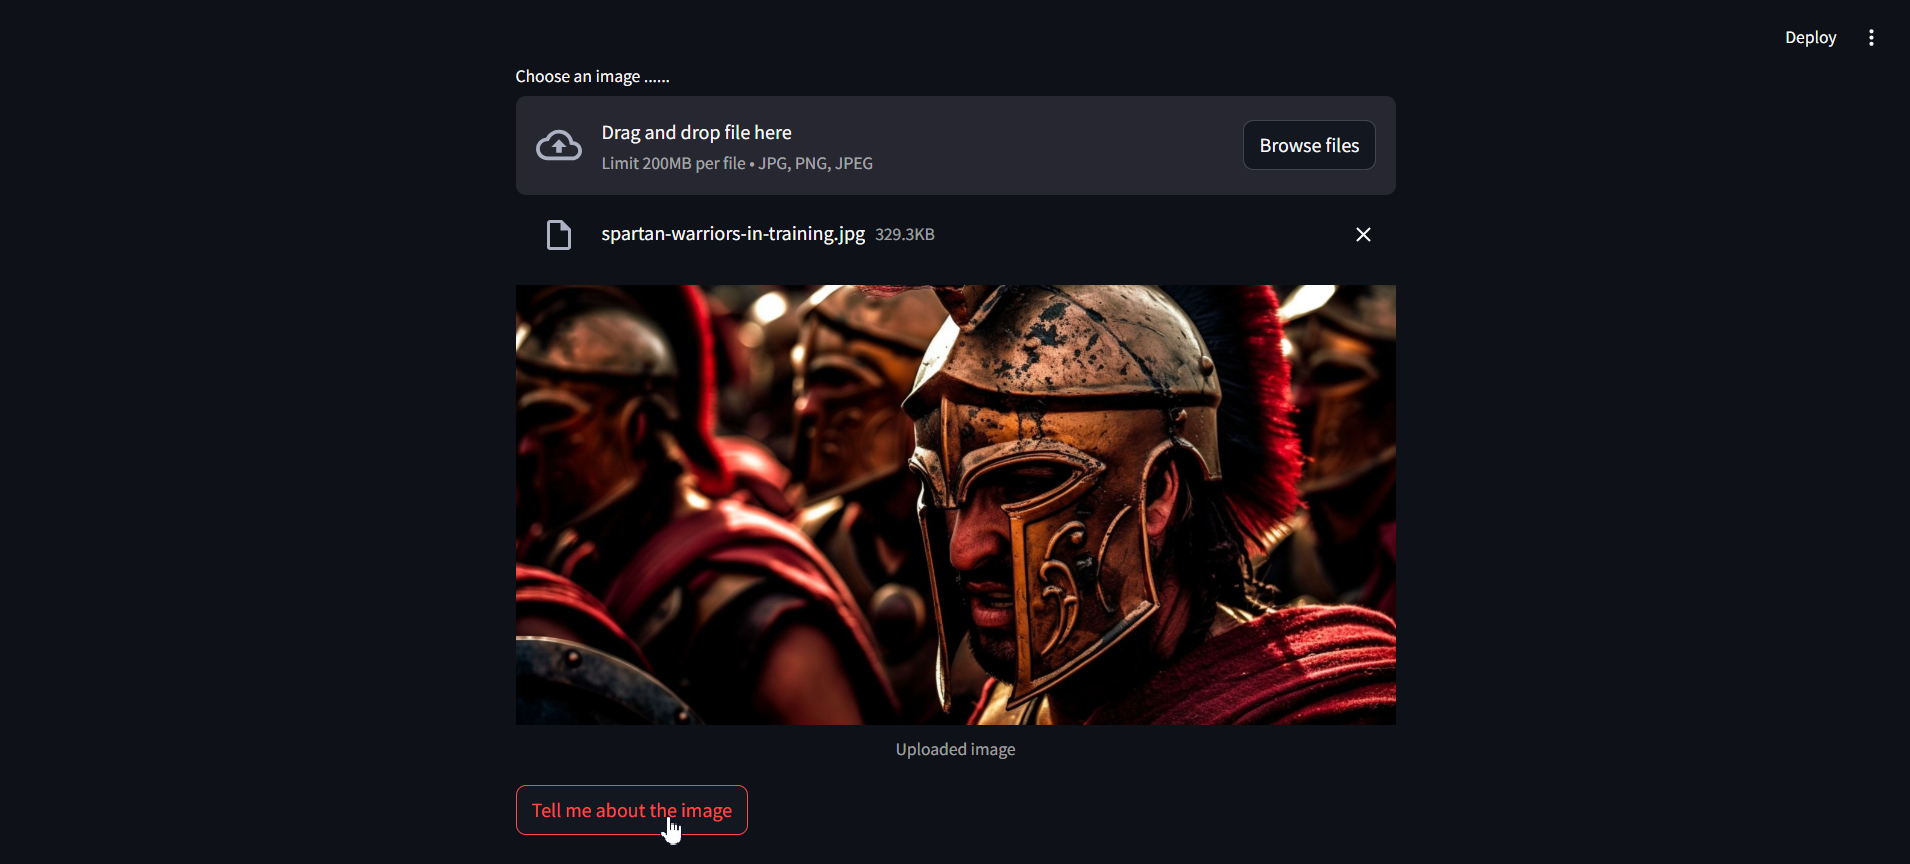 Deploy
Choose an image ......
Drag and drop file here
Limit 200MB per file • JPG, PNG, JPEG
Browse files
spartan-warriors-in-training.jpg 329.3KB
Uploaded image
Tell me about the image